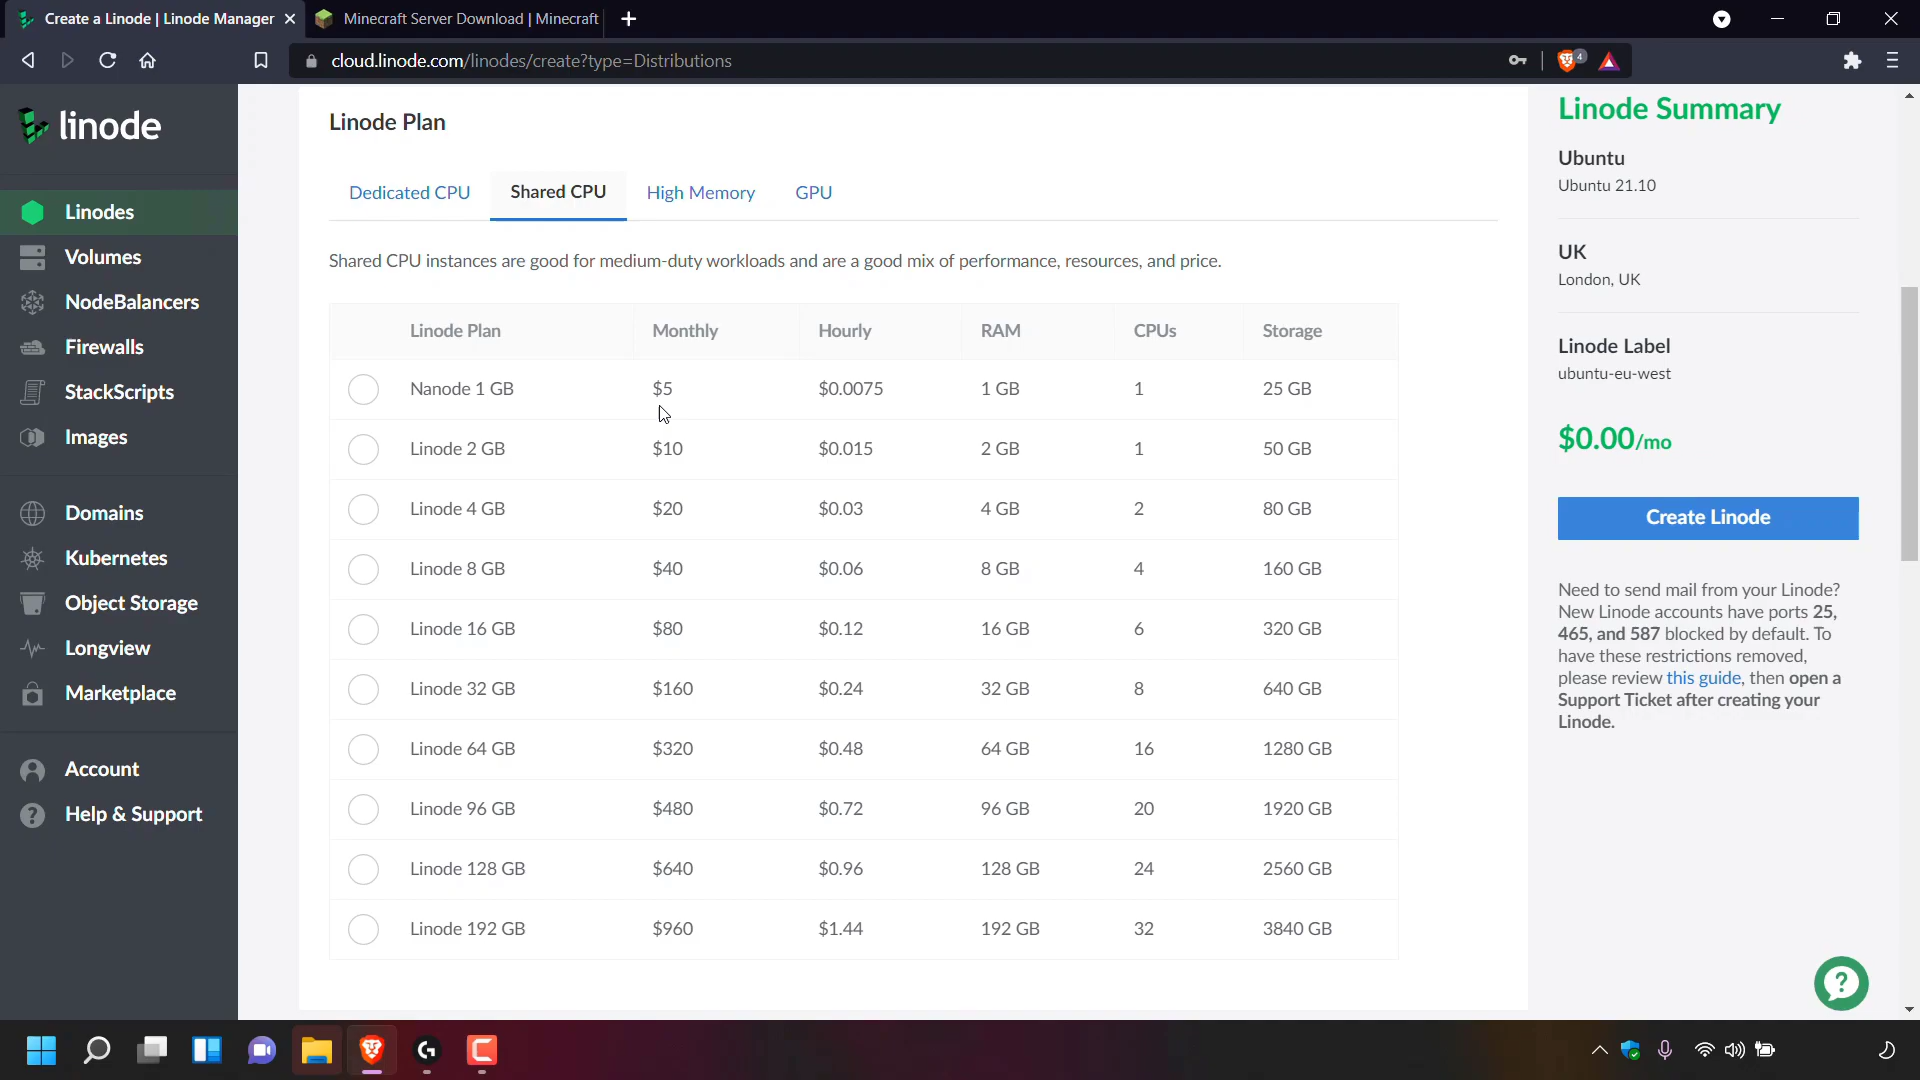 Create a Linode | Linode Manager
Minecraft Server Download | Minecraft
cloud.linode.com/linodes/create?type=Distributions
4
linode
Linodes
Volumes
NodeBalancers
Firewalls
StackScripts
Images
Domains
Kubernetes
Object Storage
Longview
Marketplace
Account
Help & Support
Linode Plan
Dedicated CPU
Shared CPU
High Memory
GPU
Shared CPU instances are good for medium-duty workloads and are a good mix of performance, resources, and price.
Linode Plan Monthly Hourly RAM CPUs Storage
Nanode 1 GB $5 $0.0075 1 GB 1 25 GB
Linode 2 GB $10 $0.015 2 GB 1 50 GB
Linode 4 GB $20 $0.03 4 GB 2 80 GB
Linode 8 GB $40 $0.06 8 GB 4 160 GB
Linode 16 GB $80 $0.12 16 GB 6 320 GB
Linode 32 GB $160 $0.24 32 GB 8 640 GB
Linode 64 GB $320 $0.48 64 GB 16 1280 GB
Linode 96 GB $480 $0.72 96 GB 20 1920 GB
Linode 128 GB $640 $0.96 128 GB 24 2560 GB
Linode 192 GB $960 $1.44 192 GB 32 3840 GB
Linode Summary
Ubuntu
Ubuntu 21.10
UK
London, UK
Linode Label
ubuntu-eu-west
$0.00/mo
Create Linode
Need to send mail from your Linode?
New Linode accounts have ports 25,
465, and 587 blocked by default. To
have these restrictions removed,
please review this guide, then open a
Support Ticket after creating your
Linode.